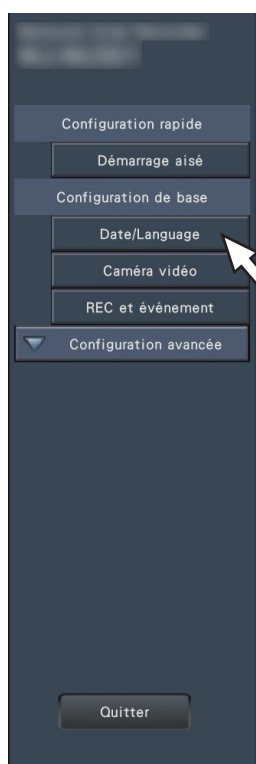 Configuration rapide
Démarrage aisé
Configuration de base
Date/Language
Caméra vidéo
REC et événement
Configuration avancée
Quitter